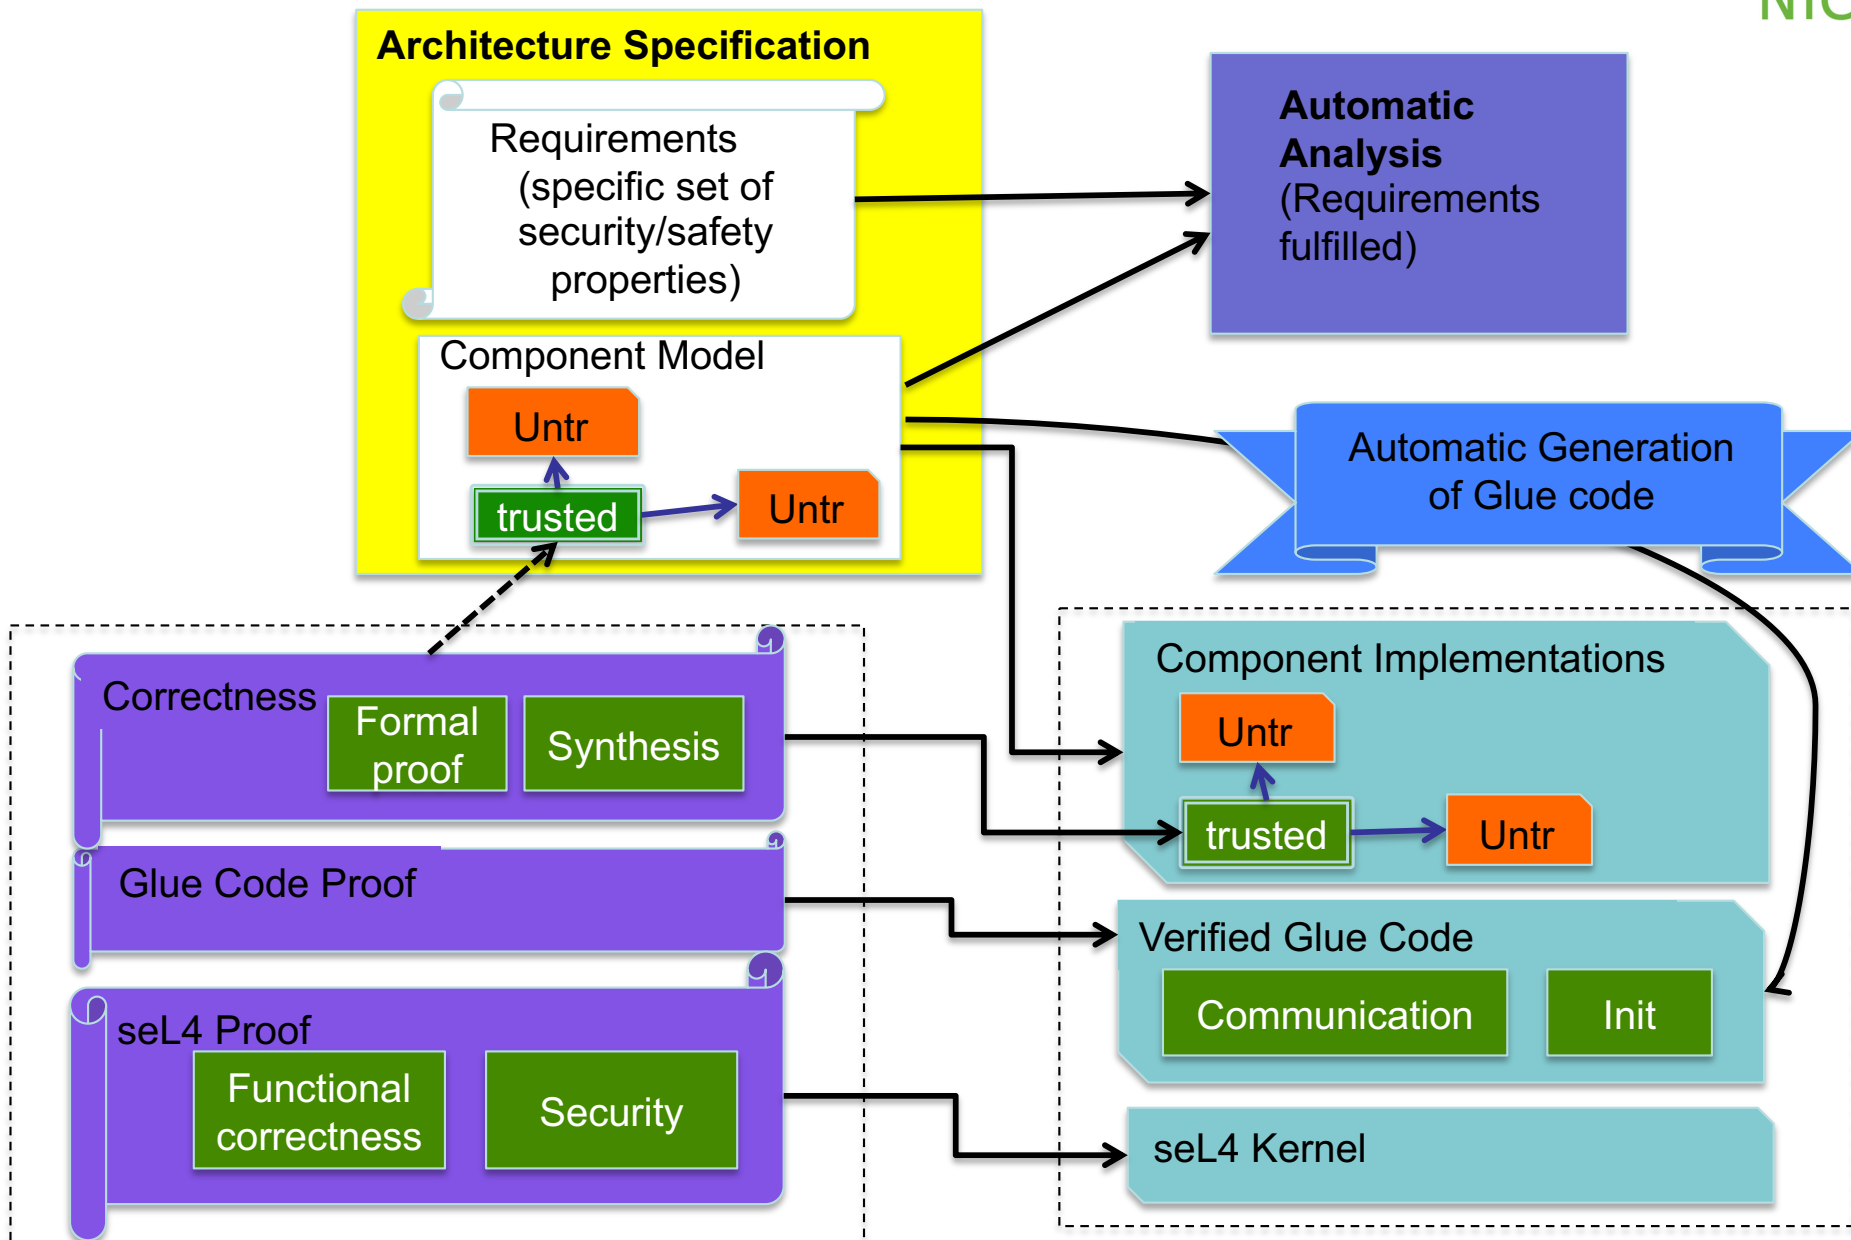 NIC
Architecture Specification
Requirements
(specific set of
security/safety
properties)
Automatic
Analysis
(Requirements
fulfilled)
Component Model
Untr
trusted
Untr
Automatic Generation
of Glue code
Correctness
Formal
proof
Synthesis
Component Implementations
Untr
trusted
Untr
Glue Code Proof
Verified Glue Code
Communication
Init
seL4 Proof
Functional
correctness
Security
seL4 Kernel